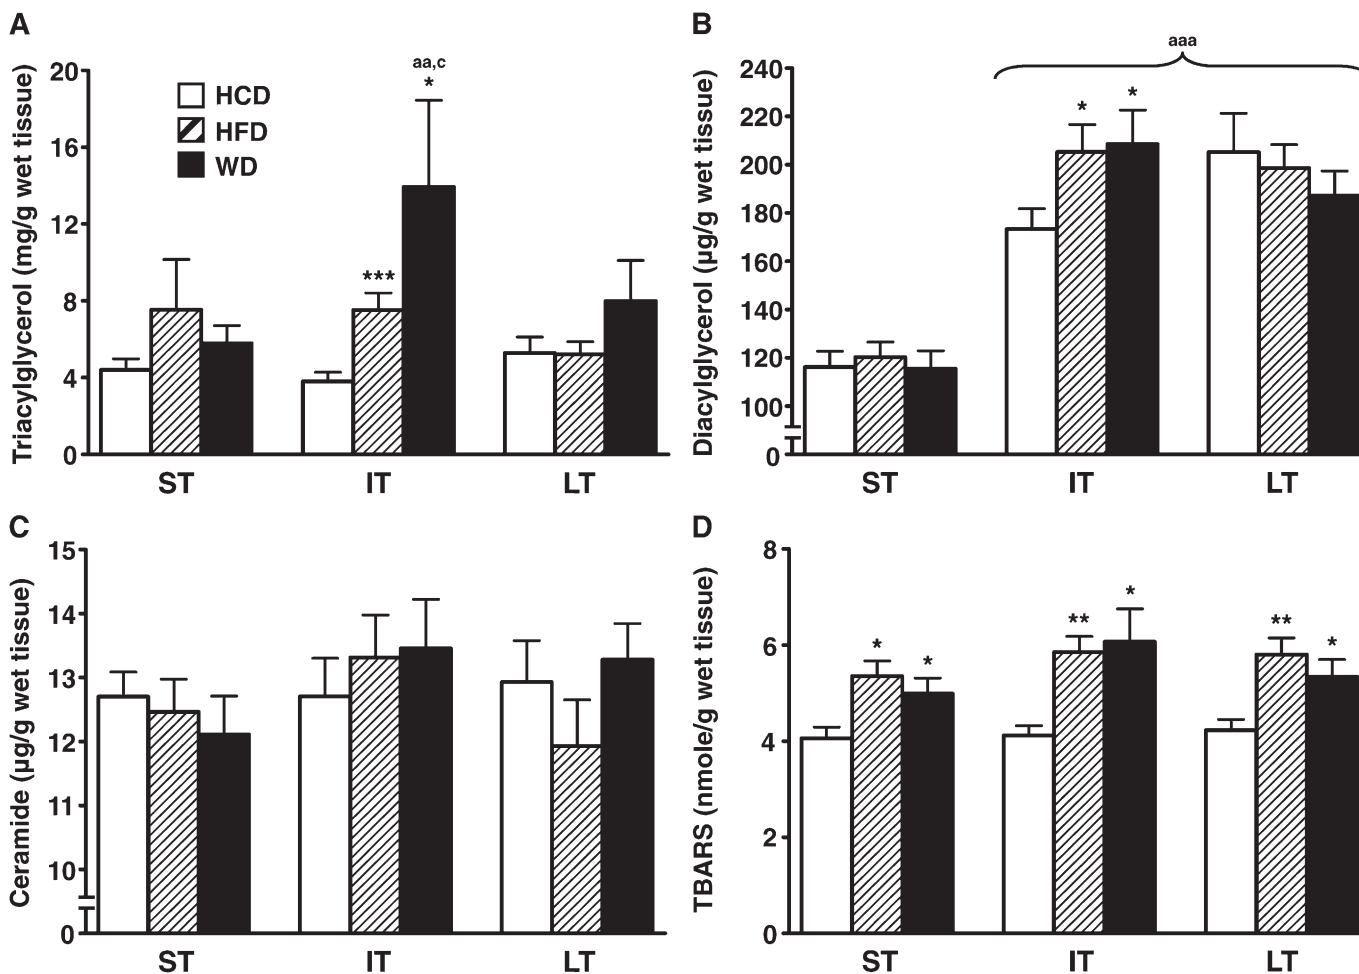 A
Triacylglycerol (mg/g wet tissue)
20
16
12
8
4
0
HCD
HFD
WD
***
aa,c
*
ST
IT
LT
B
Diacylglycerol (µg/g wet tissue)
240
220
200
180
160
140
120
100
0
aaa
*
*
ST
IT
LT
C
Ceramide (µg/g wet tissue)
15
14
13
12
11
10
0
ST
IT
LT
D
TBARS (nmole/g wet tissue)
8
6
4
2
0
*
*
**
*
**
*
ST
IT
LT